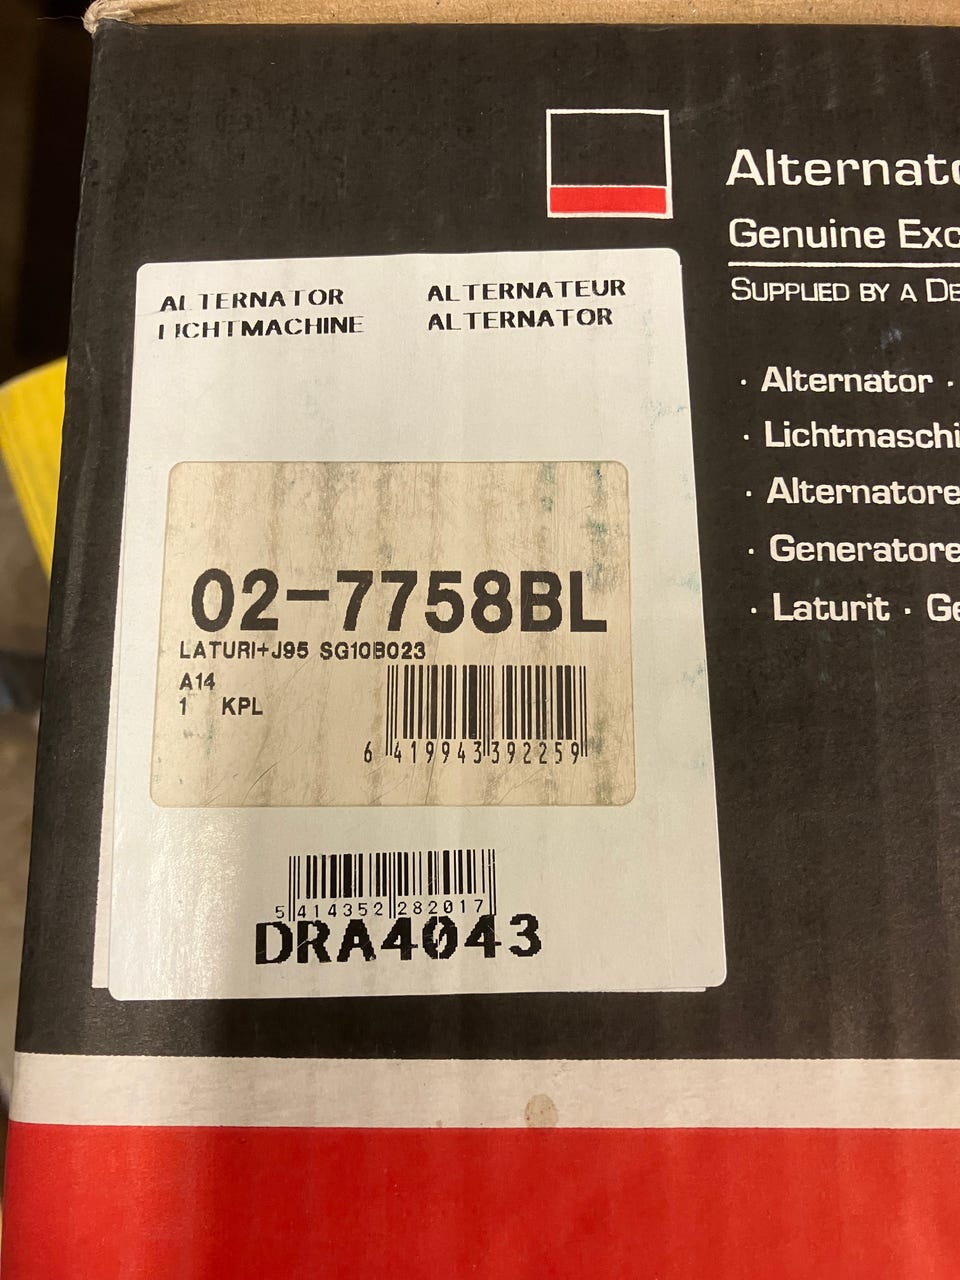 Alternato
Genuine Exc
SUPPLIED BY A DE
· Alternator ·
· Lichtmaschi
· Alternatore
· Generatore
· Laturit · Ge
ALTERNATOR ALTERNATEUR
LICHTMACHINE ALTERNATOR
02-7758BL
LATURI+J95 SG10B023
A14
1 KPL
6 419943 392259
5 414352 282017
DRA4043